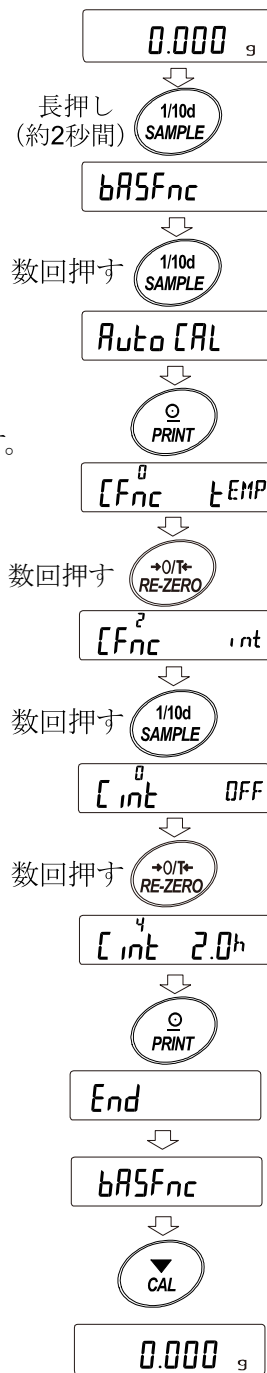 0.000 g
長押し
(約2秒間)
1/10d
SAMPLE
bASFnc
数回押す
1/10d
SAMPLE
Auto CAL
PRINT
す。
CFnc 0 tEMP
数回押す
→0/T←
RE-ZERO
CFnc 2 int
数回押す
1/10d
SAMPLE
C int 0 OFF
数回押す
→0/T←
RE-ZERO
C int 4 2.0h
PRINT
End
bASFnc
CAL
0.000 g